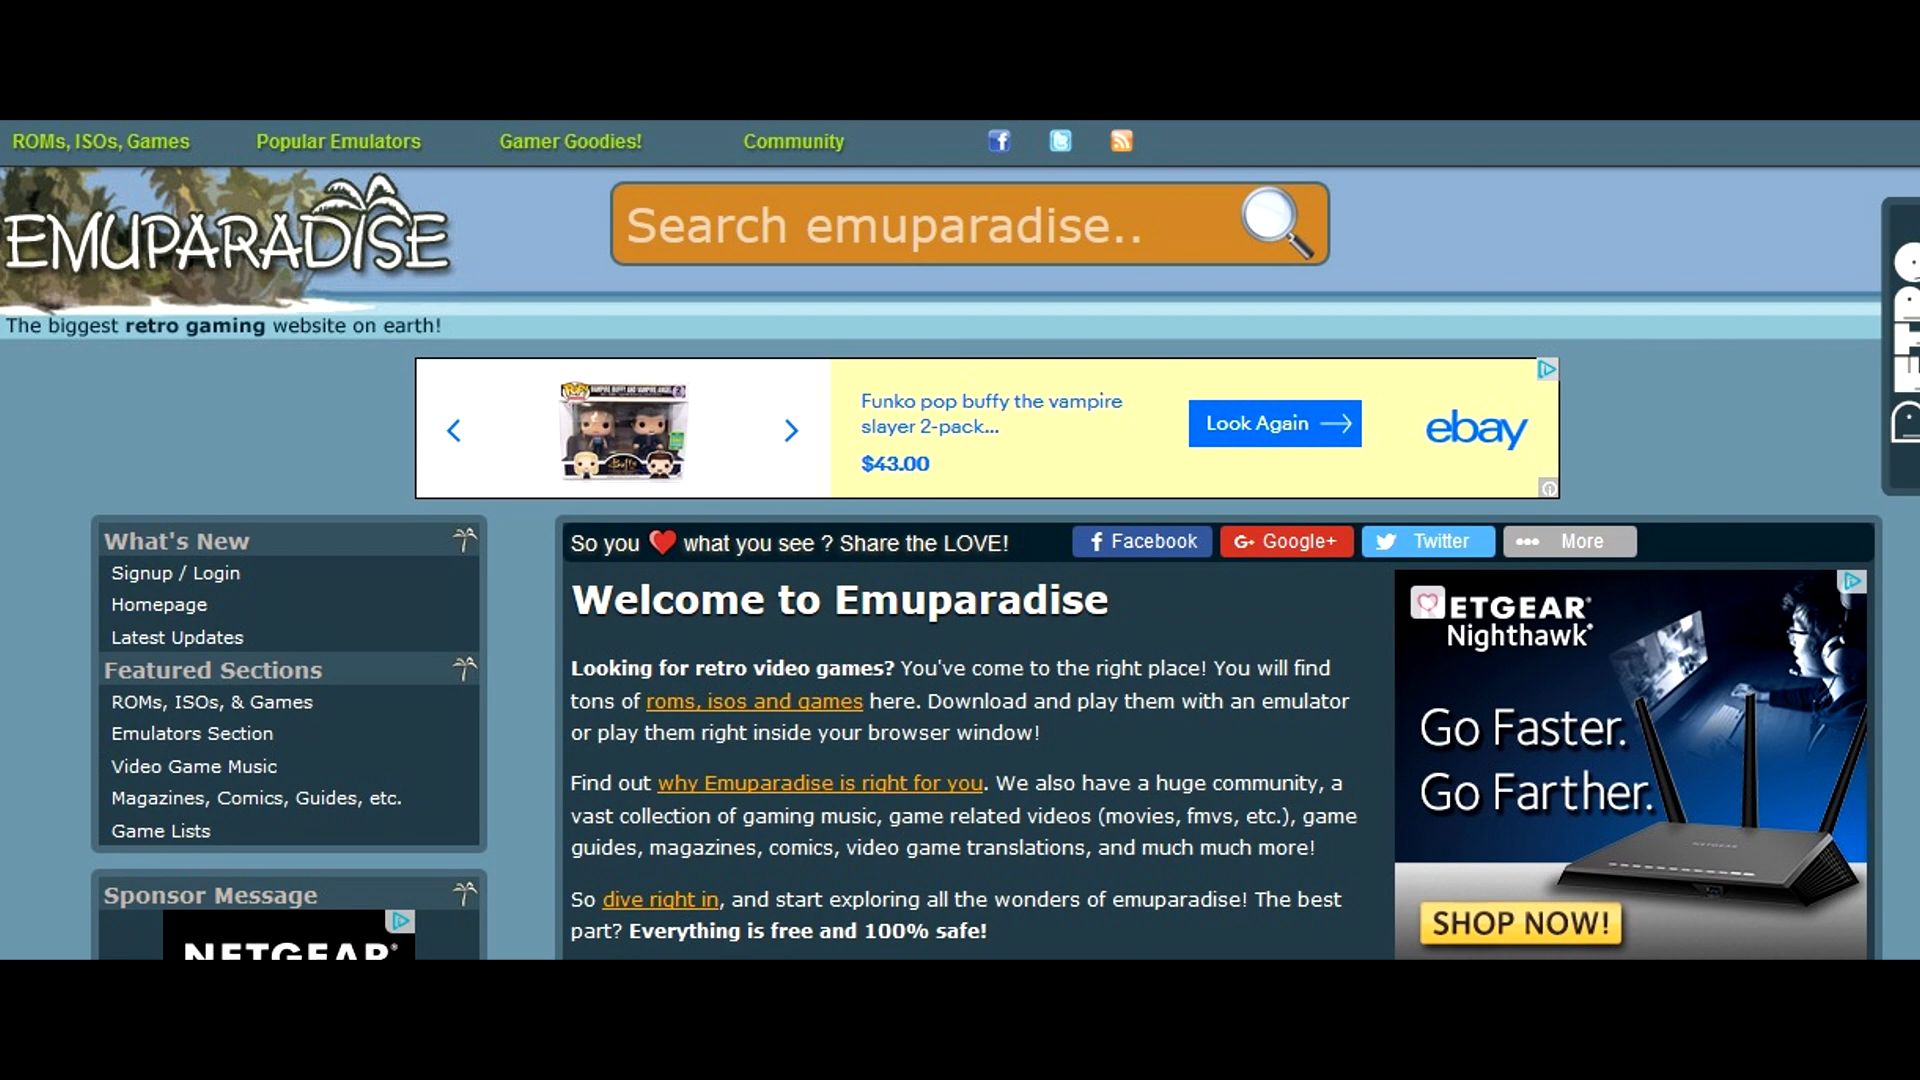 ROMs, ISOs, Games Popular Emulators Gamer Goodies! Community
EMUPARADISE
Search emuparadise..
The biggest retro gaming website on earth!
Funko pop buffy the vampire
slayer 2-pack...
$43.00
Look Again
ebay
What's New
Signup / Login
Homepage
Latest Updates
Featured Sections
ROMs, ISOs, & Games
Emulators Section
Video Game Music
Magazines, Comics, Guides, etc.
Game Lists
Sponsor Message
NETGEAR
So you what you see ? Share the LOVE!
Facebook Google+ Twitter More
Welcome to Emuparadise
Looking for retro video games? You've come to the right place! You will find
tons of roms, isos and games here. Download and play them with an emulator
or play them right inside your browser window!
Find out why Emuparadise is right for you. We also have a huge community, a
vast collection of gaming music, game related videos (movies, fmvs, etc.), game
guides, magazines, comics, video game translations, and much much more!
So dive right in, and start exploring all the wonders of emuparadise! The best
part? Everything is free and 100% safe!
ETGEAR
Nighthawk
Go Faster.
Go Farther.
SHOP NOW!